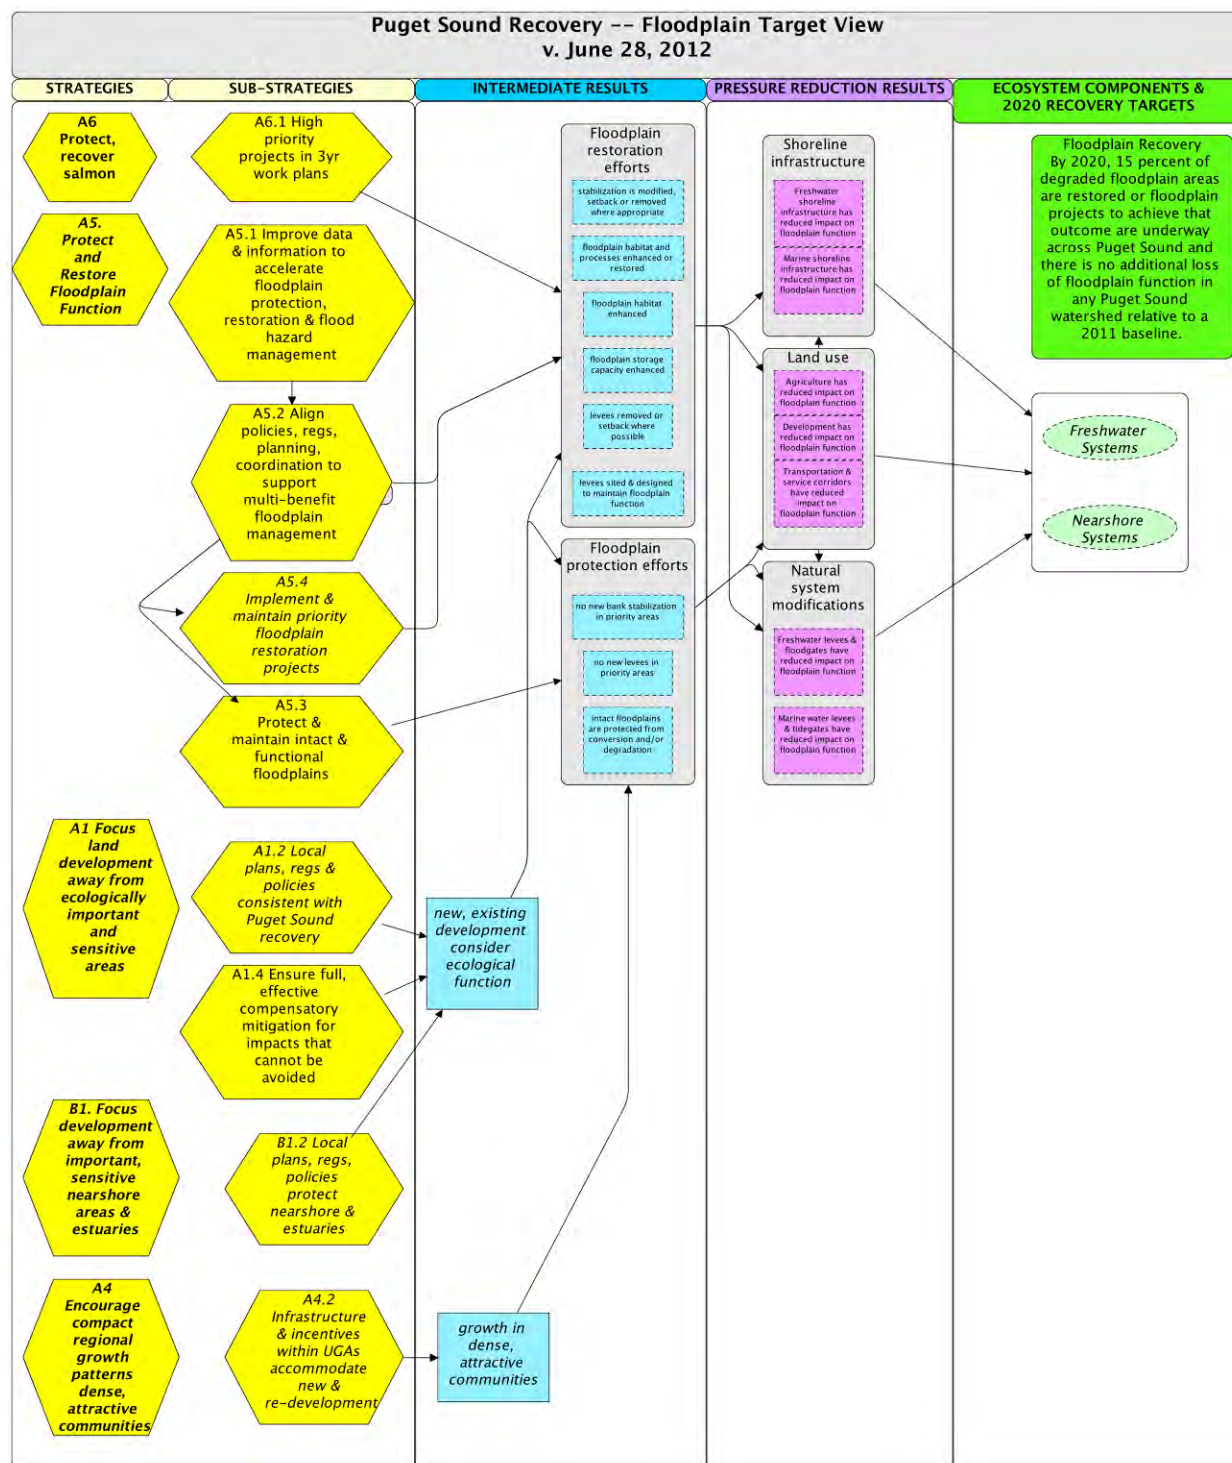 Puget Sound Recovery -- Floodplain Target View
v. June 28, 2012
STRATEGIES
SUB-STRATEGIES
INTERMEDIATE RESULTS
PRESSURE REDUCTION RESULTS
ECOSYSTEM COMPONENTS &
2020 RECOVERY TARGETS
A6
Protect,
recover
salmon
A5.
Protect
and
Restore
Floodplain
Function
A1 Focus
land
development
away from
ecologically
important
and
sensitive
areas
B1. Focus
development
away from
important,
sensitive
nearshore
areas &
estuaries
A4
Encourage
compact
regional
growth
patterns
dense,
attractive
communities
A6.1 High
priority
projects in 3yr
work plans
A5.1 Improve data
& information to
accelerate
floodplain
protection,
restoration & flood
hazard
management
A5.2 Align
policies, regs,
planning,
coordination to
support
multi-benefit
floodplain
management
A5.4
Implement &
maintain priority
floodplain
restoration
projects
A5.3
Protect &
maintain intact &
functional
floodplains
A1.2 Local
plans, regs &
policies
consistent with
Puget Sound
recovery
A1.4 Ensure full,
effective
compensatory
mitigation for
impacts that
cannot be
avoided
B1.2 Local
plans, regs,
policies
protect
nearshore &
estuaries
A4.2
Infrastructure
& incentives
within UGAs
accommodate
new &
re-development
new, existing
development
consider
ecological
function
growth in
dense,
attractive
communities
Floodplain
restoration
efforts
stabilization is modified,
setback or removed
where appropriate
floodplain habitat and
processes enhanced or
restored
floodplain habitat
enhanced
floodplain storage
capacity enhanced
levees removed or
setback where
possible
levees sited & designed
to maintain floodplain
function
Floodplain
protection efforts
no new bank stabilization
in priority areas
no new levees in
priority areas
intact floodplains
are protected from
conversion and/or
degradation
Shoreline
infrastructure
Freshwater
shoreline
infrastructure has
reduced impact on
floodplain function
Marine shoreline
infrastructure has
reduced impact on
floodplain function
Land use
Agriculture has
reduced impact on
floodplain function
Development has
reduced impact on
floodplain function
Transportation &
service corridors
have reduced
impact on
floodplain function
Natural
system
modifications
Freshwater levees &
floodgates have
reduced impact on
floodplain function
Marine water levees
& tidegates have
reduced impact on
floodplain function
Floodplain Recovery
By 2020, 15 percent of
degraded floodplain areas
are restored or floodplain
projects to achieve that
outcome are underway
across Puget Sound and
there is no additional loss
of floodplain function in
any Puget Sound
watershed relative to a
2011 baseline.
Freshwater
Systems
Nearshore
Systems